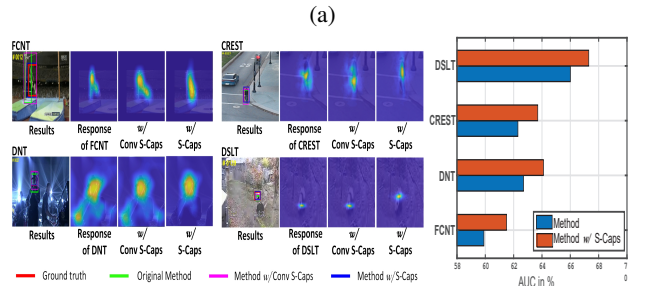 (a)
FCNT
Results
Response
of FCNT
w/
Conv S-Caps
w/
S-Caps
CREST
Results
Response
of CREST
w/
Conv S-Caps
w/
S-Caps
DNT
Results
Response
of DNT
w/
Conv S-Caps
w/
S-Caps
DSLT
Results
Response
of DSLT
w/
Conv S-Caps
w/
S-Caps
Ground truth
Original Method
Method w/Conv S-Caps
Method w/S-Caps
DSLT
CREST
DNT
FCNT
Method
Method w/ S-Caps
58 60 62 64 66 68 7
0
AUC in %